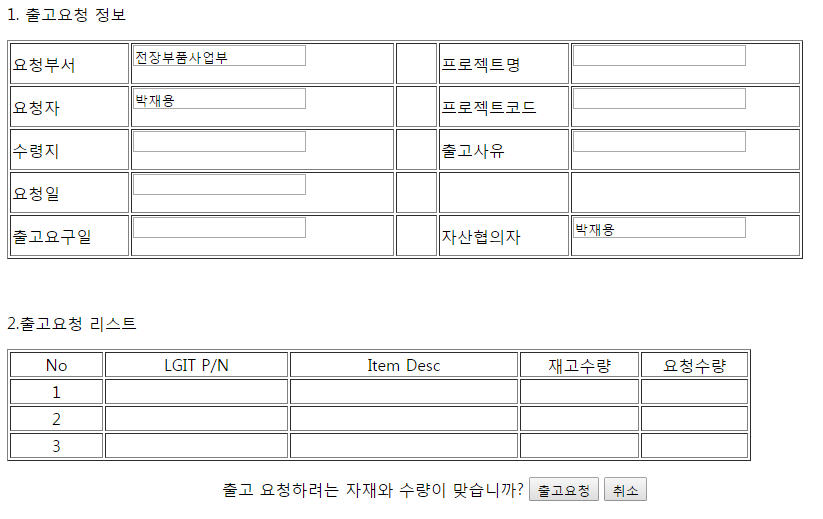 1. 출고요청 정보
요청부서 전장부품사업부 프로젝트명
요청자 박재용 프로젝트코드
수령지 출고사유
요청일
출고요구일 자산협의자 박재용
2.출고요청 리스트
No LGIT P/N Item Desc 재고수량 요청수량
1
2
3
출고 요청하려는 자재와 수량이 맞습니까? 출고요청 취소